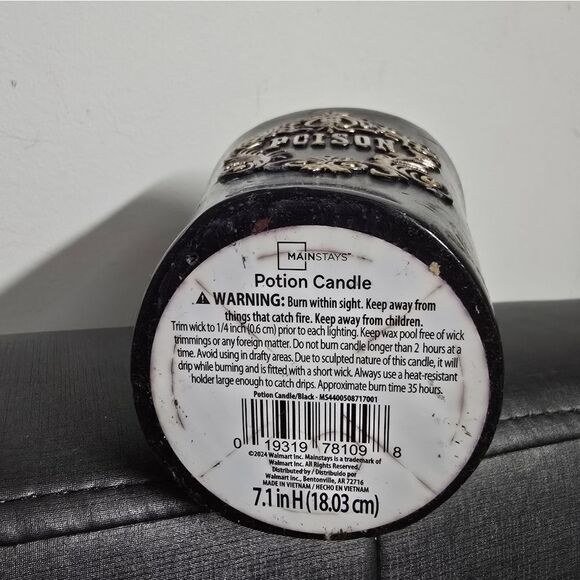 POISON
MAINSTAYS™
Potion Candle
⚠ WARNING: Burn within sight. Keep away from
things that catch fire. Keep away from children.
Trim wick to 1/4 inch (0.6 cm) prior to each lighting. Keep wax pool free of wick
trimmings or any foreign matter. Do not burn candle longer than 2 hours at a
time. Avoid using in drafty areas. Due to sculpted nature of this candle, it will
drip while burning and is fitted with a short wick. Always use a heat-resistant
holder large enough to catch drips. Approximate burn time 35 hours.
Potion Candle/Black - MS4400508717001
0 19319 78109 8
©2024 Walmart Inc. Mainstays is a trademark of
Walmart Inc. All Rights Reserved.
Distributed by / Distribuido por
Walmart Inc., Bentonville, AR 72716
MADE IN VIETNAM / HECHO EN VIETNAM
7.1 in H (18.03 cm)